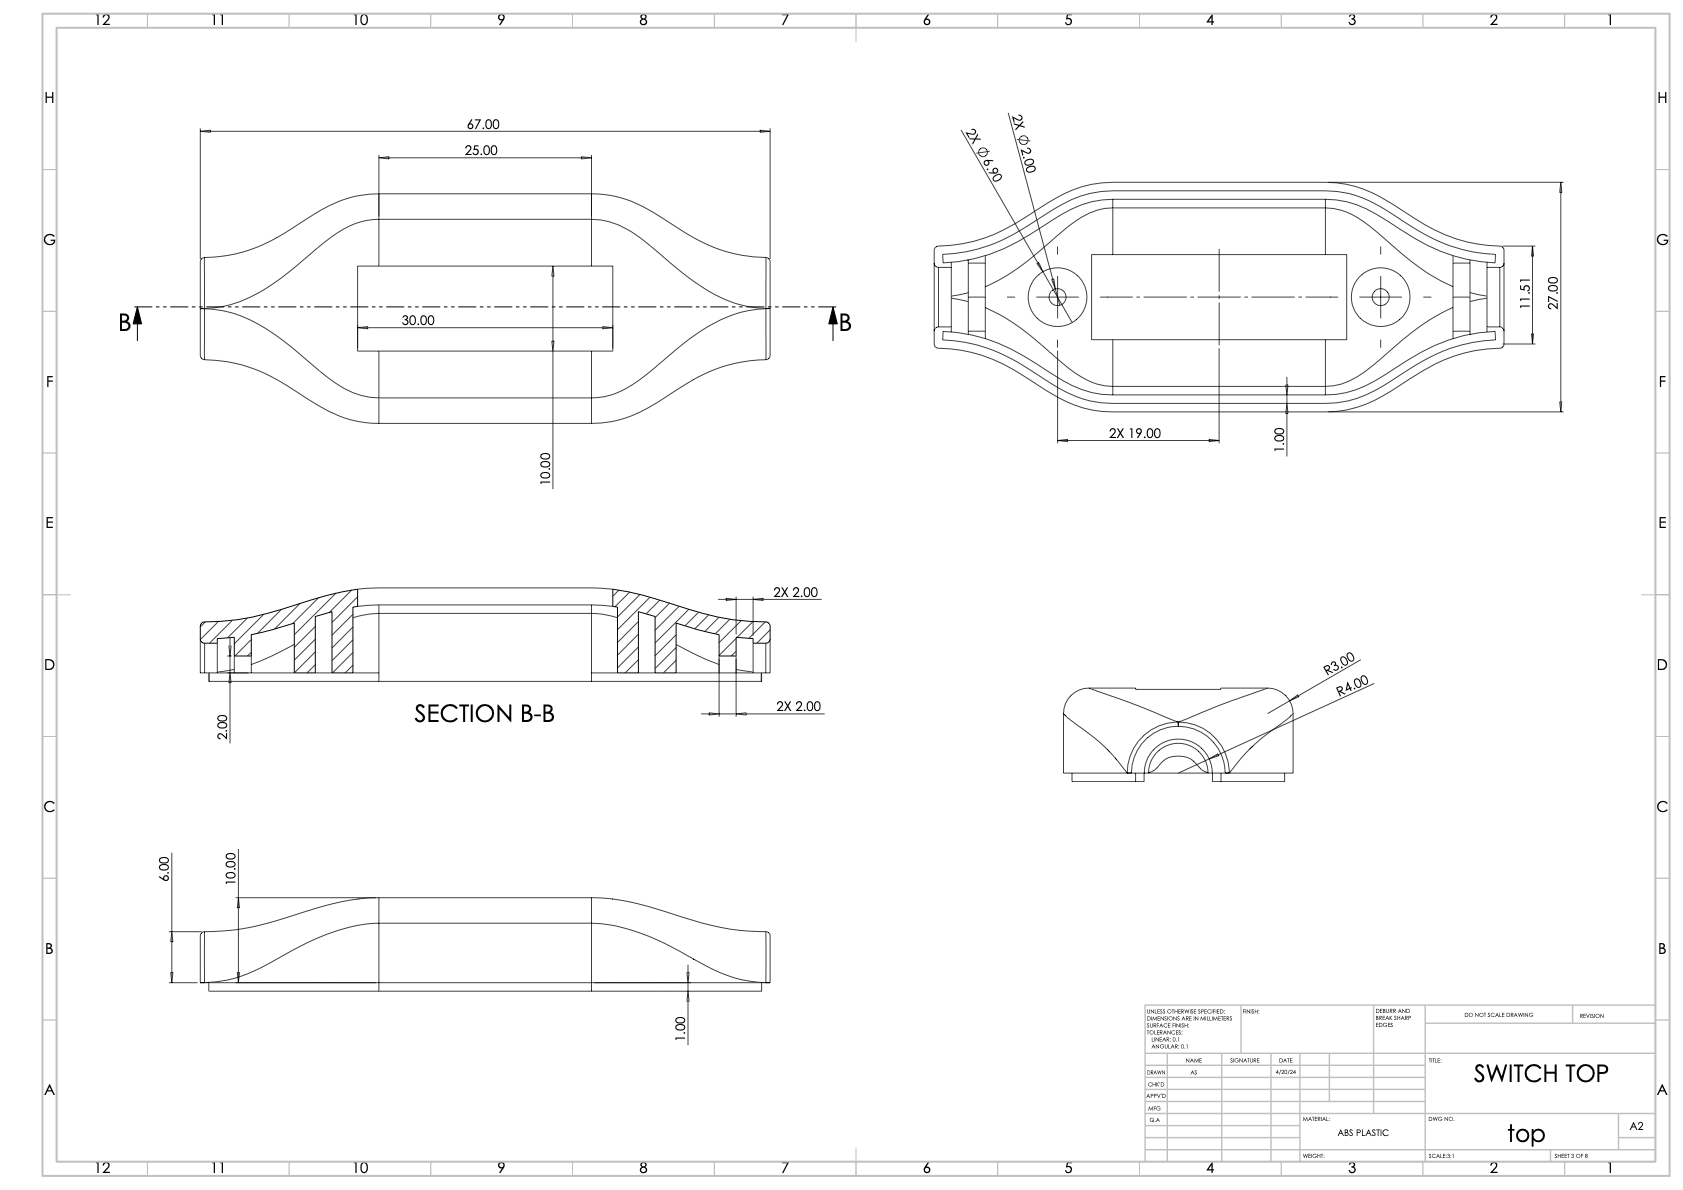 12 11 10 9 8 7 6 5 4 3 2 1
H H
G G
F F
E E
D D
C C
B B
A A
67.00
25.00
30.00
10.00
B B
2X Ø 6.90
2X Ø 2.00
11.51
27.00
2X 19.00
1.00
2X 2.00
2.00
2X 2.00
SECTION B-B
R3.00
R4.00
6.00
10.00
1.00
UNLESS OTHERWISE SPECIFIED:
DIMENSIONS ARE IN MILLIMETERS
SURFACE FINISH:
TOLERANCES:
LINEAR: 0.1
ANGULAR: 0.1
FINISH:
DEBURR AND
BREAK SHARP
EDGES
DO NOT SCALE DRAWING
REVISION
NAME SIGNATURE DATE
DRAWN AS 4/20/24
CHK'D
APPV'D
MFG
Q.A
TITLE:
SWITCH TOP
MATERIAL:
ABS PLASTIC
WEIGHT:
DWG NO.
top
A2
SCALE:3:1
SHEET 3 OF 8
12 11 10 9 8 7 6 5 4 3 2 1